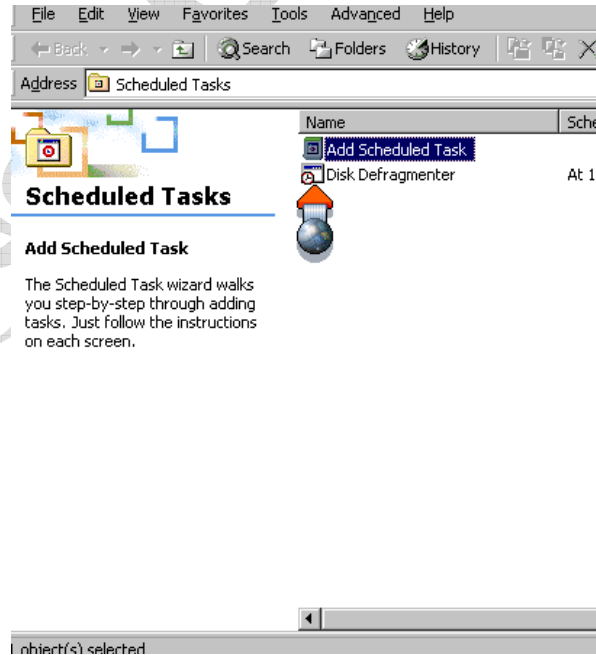 File Edit View Favorites Tools Advanced Help
Back Search Folders History
Address Scheduled Tasks
Name Sche
Add Scheduled Task
Disk Defragmenter At 1
Scheduled Tasks
Add Scheduled Task
The Scheduled Task wizard walks
you step-by-step through adding
tasks. Just follow the instructions
on each screen.
object(s) selected